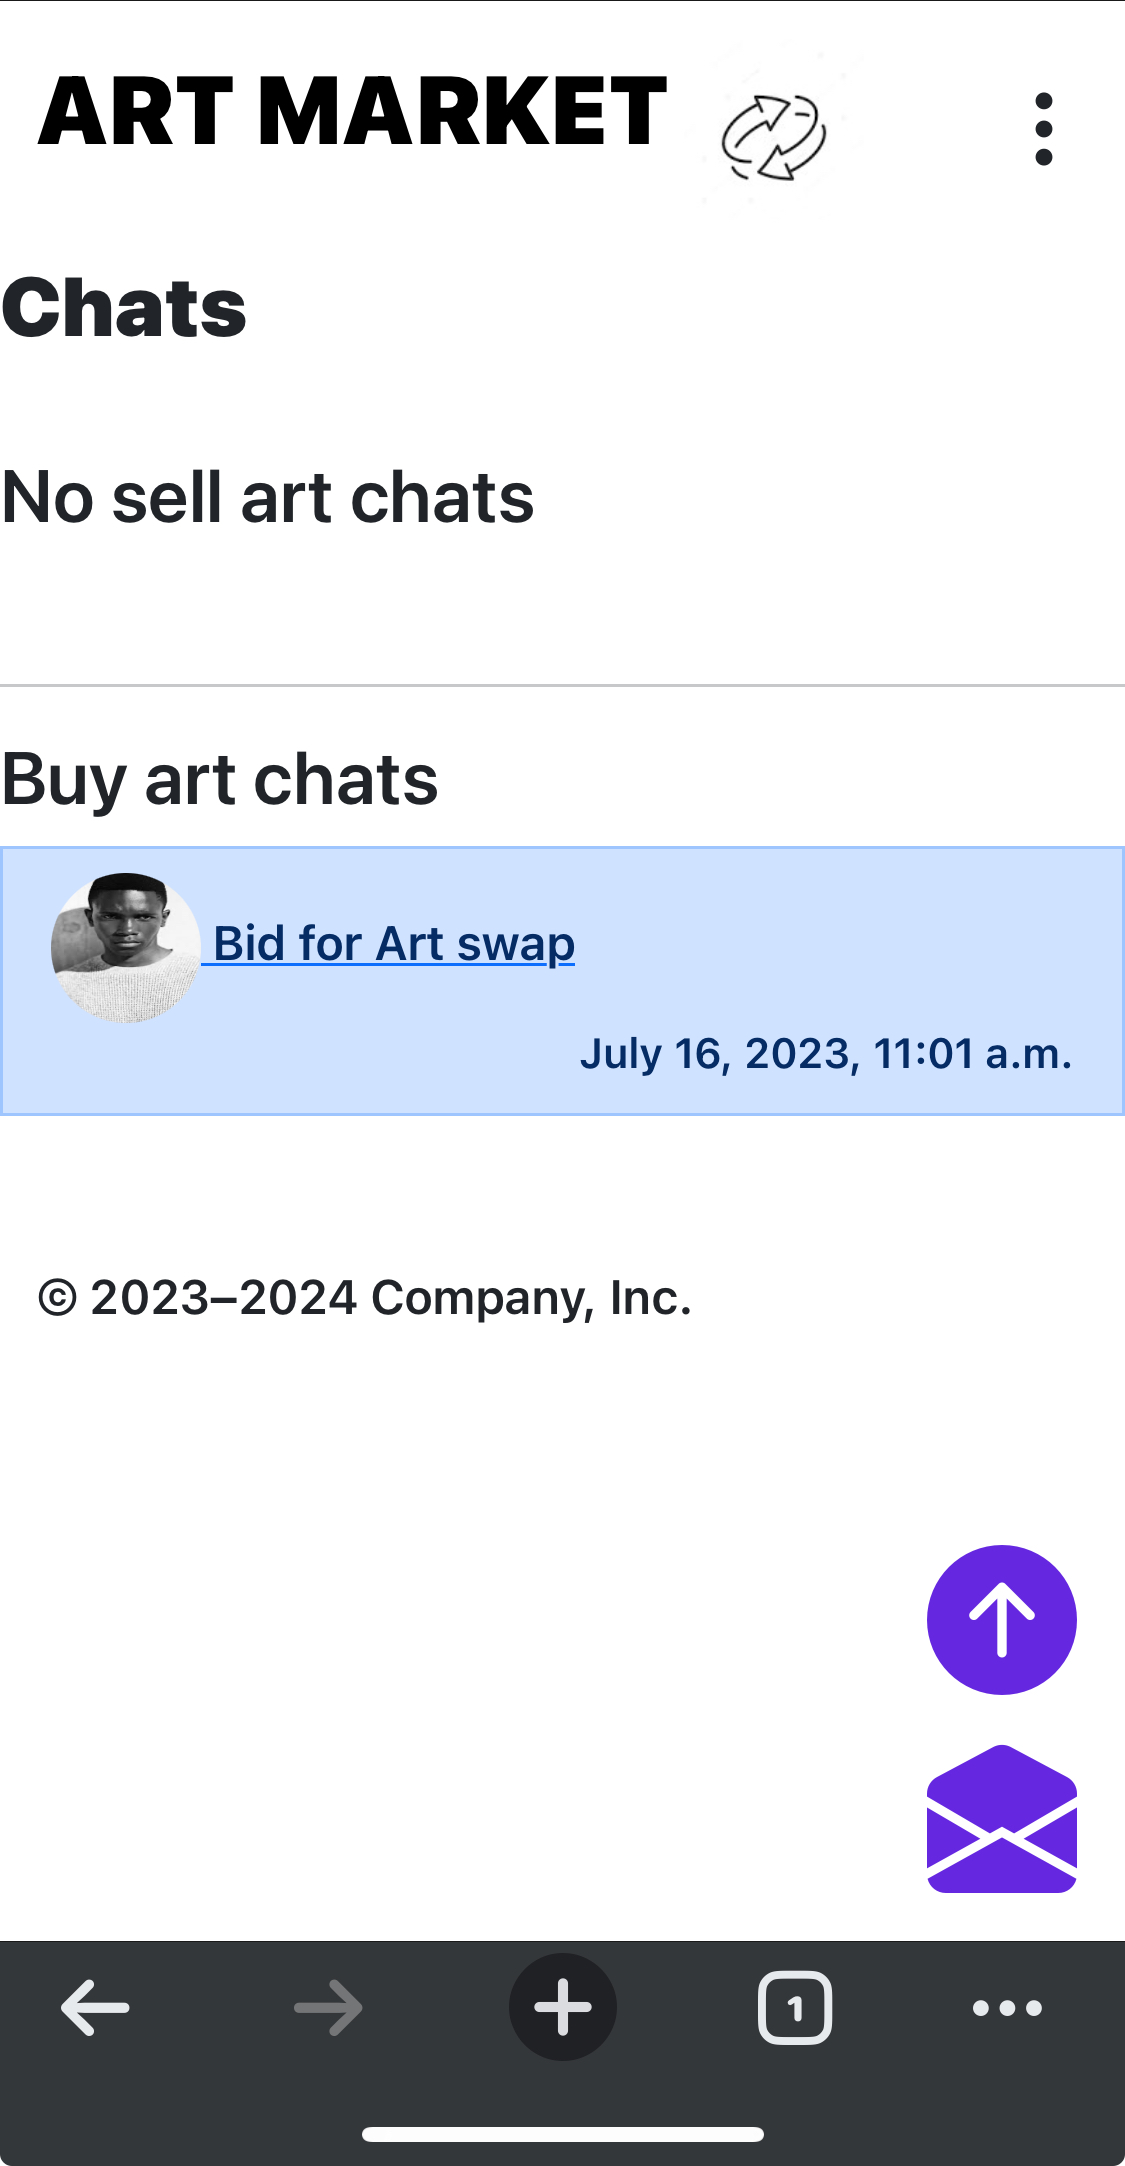 ART MARKET
Chats
No sell art chats
Buy art chats
Bid for Art swap
July 16, 2023, 11:01 a.m.
© 2023–2024 Company, Inc.
1